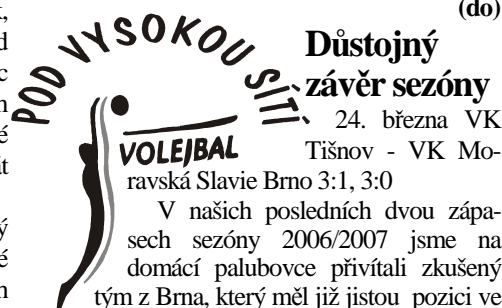 (do)
POD VYSOKOU SÍTÍ
VOLEJBAL
Důstojný
závěr sezóny
24. března VK
Tišnov - VK Mo-
ravská Slavie Brno 3:1, 3:0
V našich posledních dvou zápa-
sech sezóny 2006/2007 jsme na
domácí palubovce přivítali zkušený
tým z Brna, který měl již jistou pozici ve